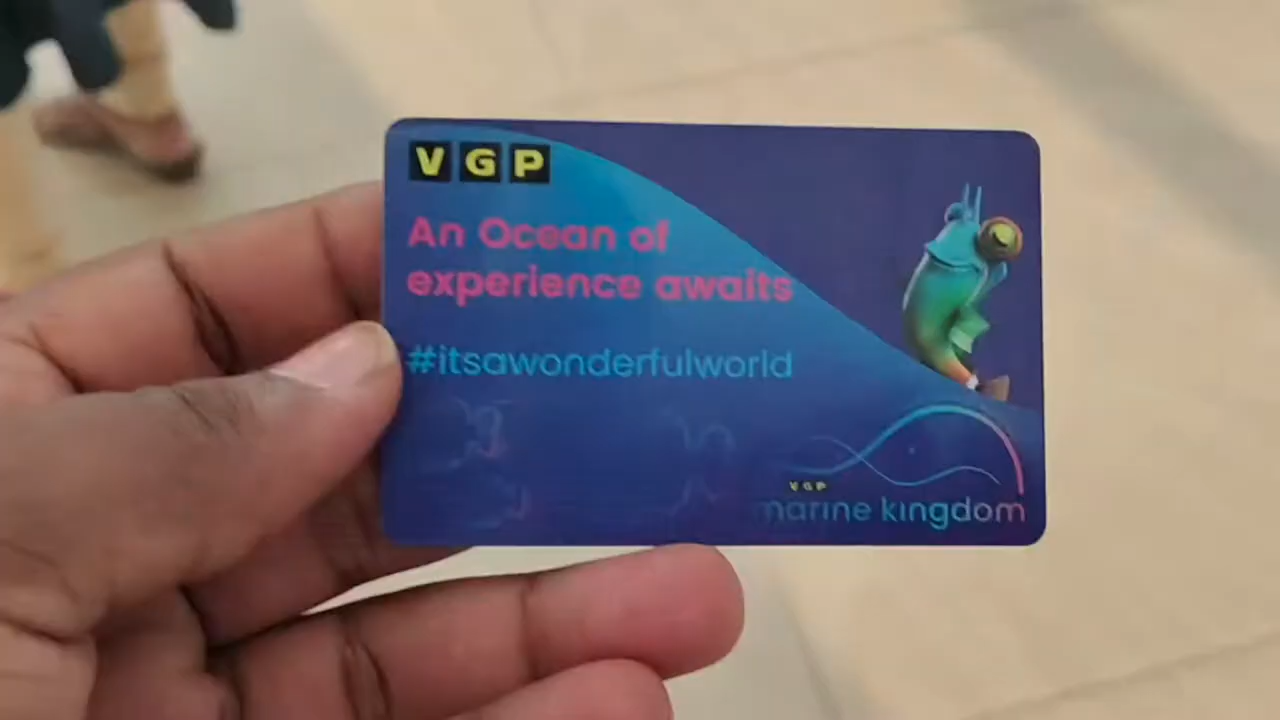 VGP
An Ocean of
experience awaits
#itsawonderfulworld
VGP
marine kingdom